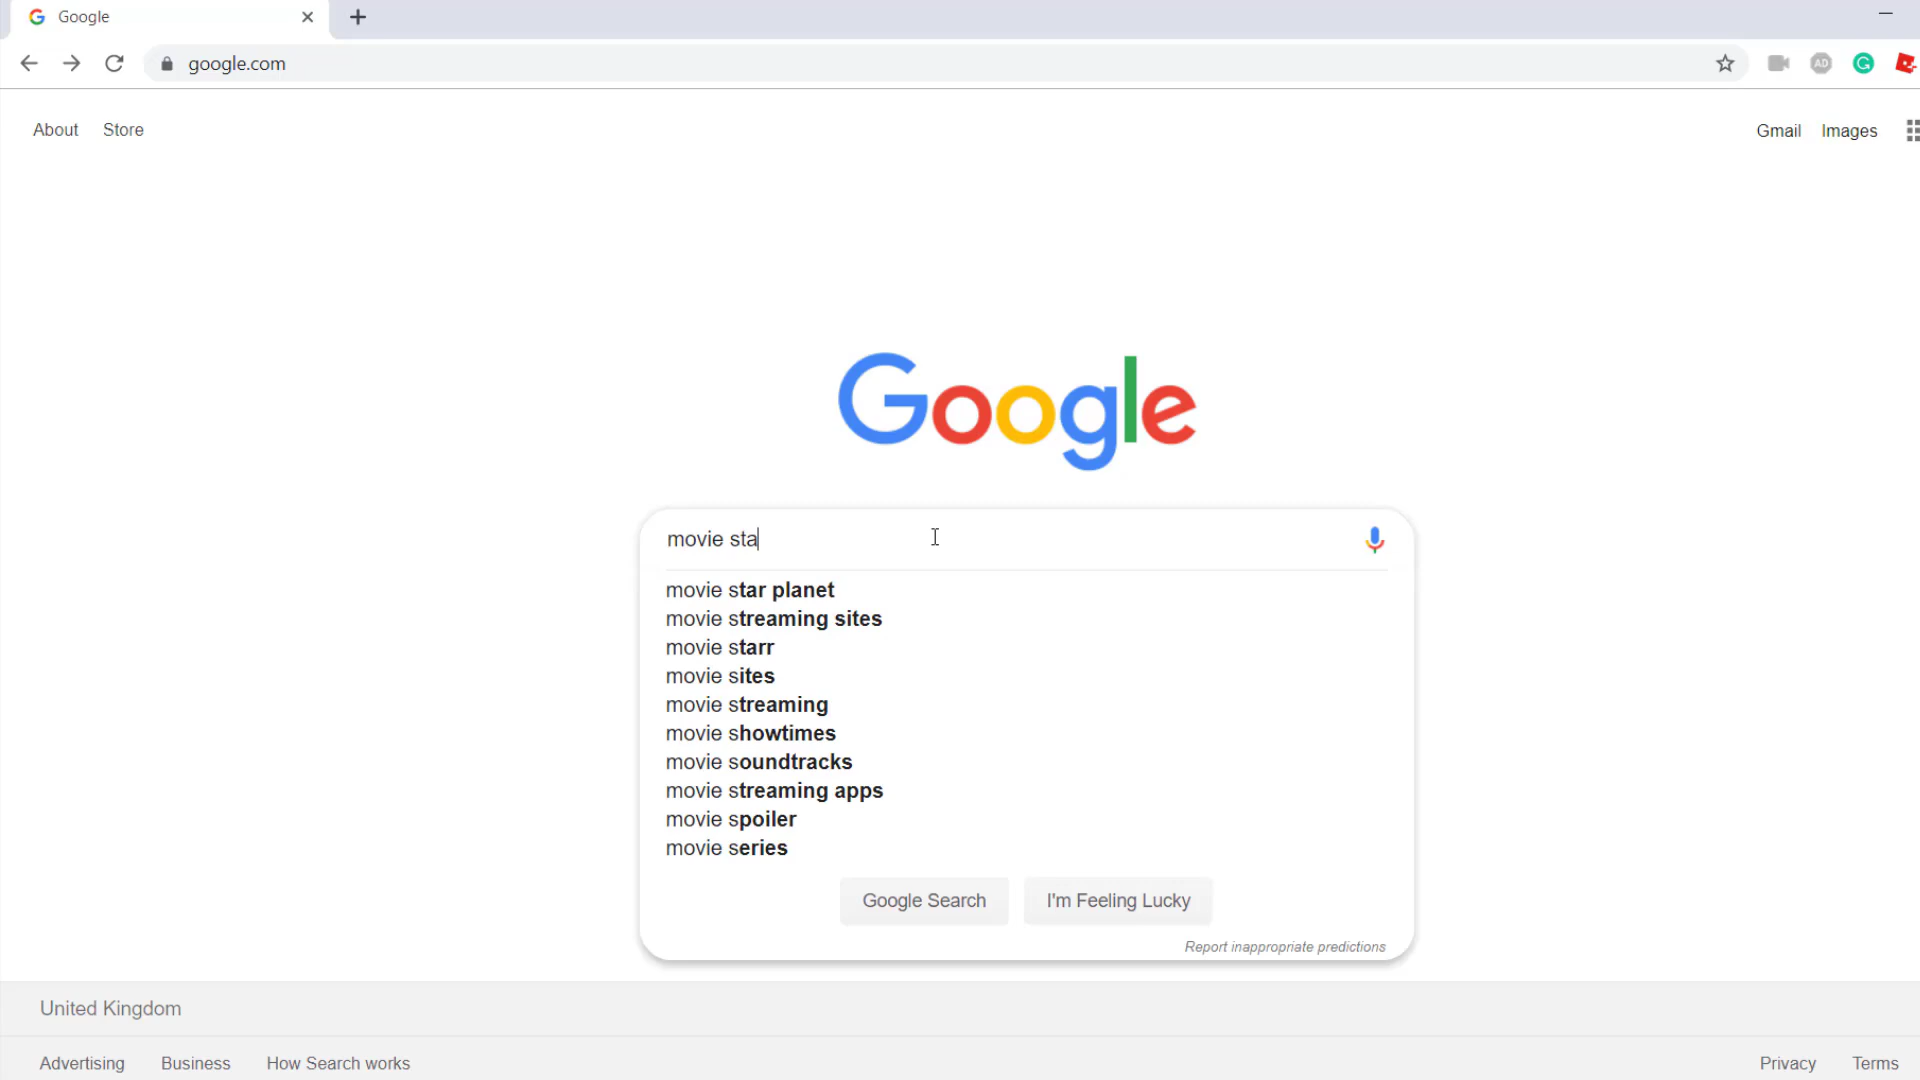 Google
google.com
About Store
Gmail Images
Google
movie sta
movie star planet
movie streaming sites
movie starr
movie sites
movie streaming
movie showtimes
movie soundtracks
movie streaming apps
movie spoiler
movie series
Google Search I'm Feeling Lucky
Report inappropriate predictions
United Kingdom
Advertising Business How Search works
Privacy Terms